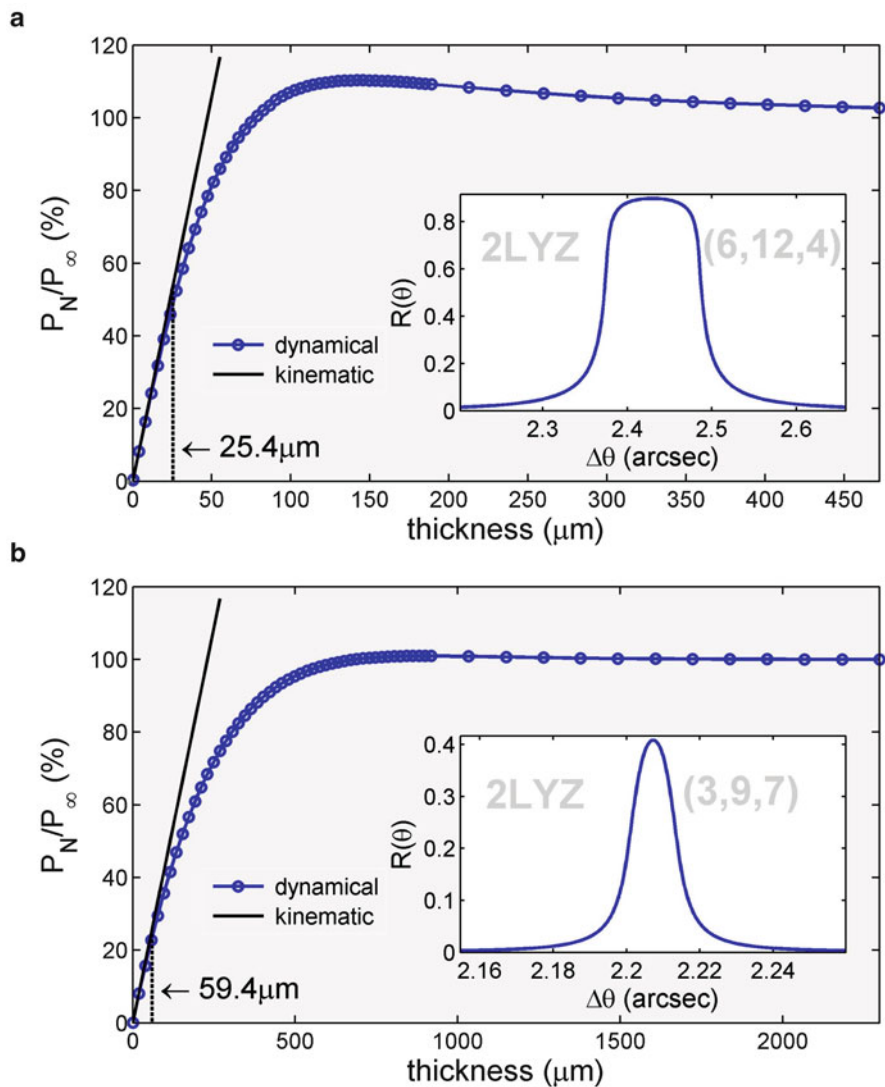 a
120
100
80
60
40
20
0
P_N/P_∞ (%)
dynamical
kinematic
← 25.4μm
0 50 100 150 200 250 300 350 400 450
thickness (μm)
2LYZ (6,12,4)
0.8
0.6
0.4
0.2
0
R(θ)
2.3 2.4 2.5 2.6
Δθ (arcsec)
b
120
100
80
60
40
20
0
P_N/P_∞ (%)
dynamical
kinematic
← 59.4μm
0 500 1000 1500 2000
thickness (μm)
2LYZ (3,9,7)
0.4
0.3
0.2
0.1
0
R(θ)
2.16 2.18 2.2 2.22 2.24
Δθ (arcsec)